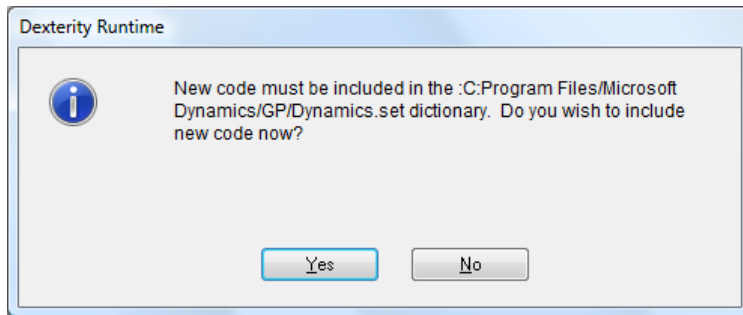 Dexterity Runtime
New code must be included in the :C:Program Files/Microsoft
Dynamics/GP/Dynamics.set dictionary.  Do you wish to include
new code now?
Yes
No